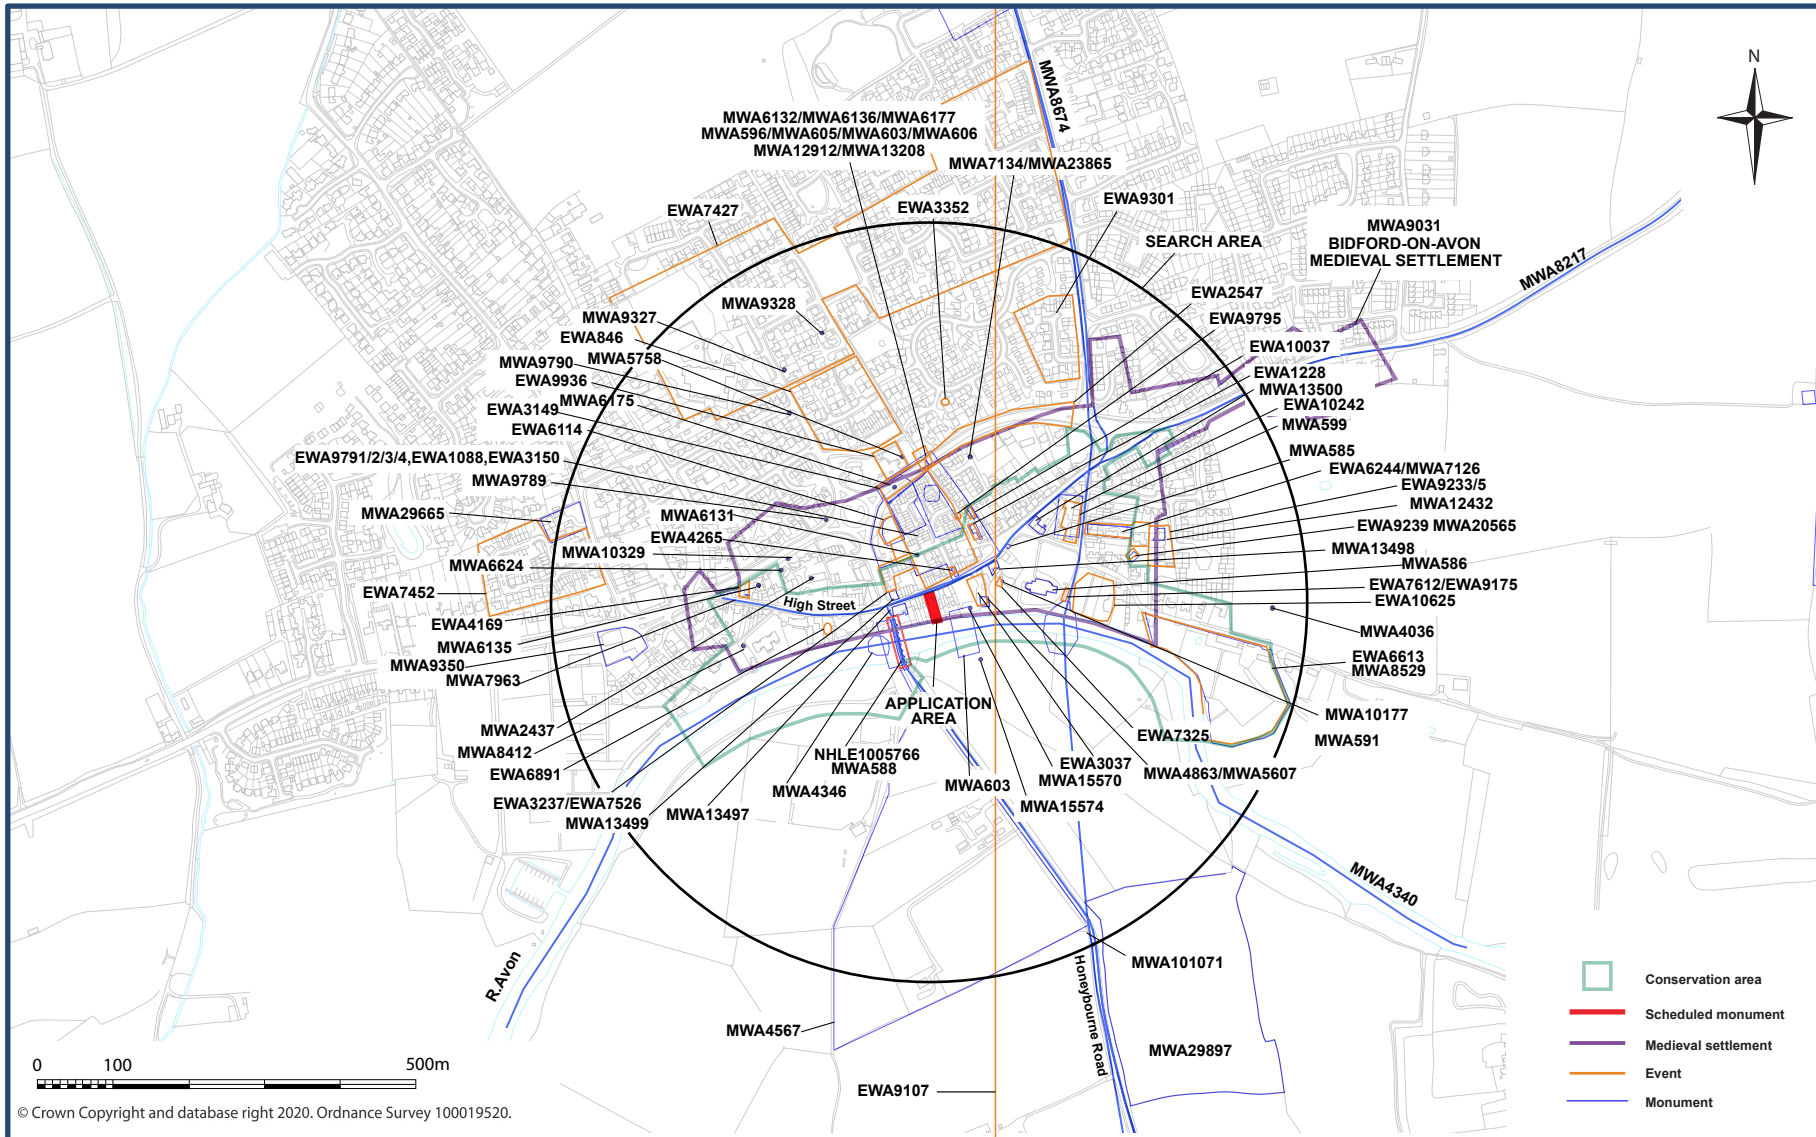 N
MWA8674
MWA6132/MWA6136/MWA6177
MWA596/MWA605/MWA603/MWA606
MWA12912/MWA13208
MWA7134/MWA23865
EWA7427
EWA3352
EWA9301
SEARCH AREA
MWA9031
BIDFORD-ON-AVON
MEDIEVAL SETTLEMENT
MWA8217
MWA9328
MWA9327
EWA846
MWA9790
MWA5758
EWA9936
MWA6175
EWA3149
EWA6114
EWA9791/2/3/4,EWA1088,EWA3150
MWA9789
MWA29665
MWA6131
EWA4265
MWA10329
MWA6624
EWA7452
EWA4169
MWA6135
MWA9350
MWA7963
MWA2437
MWA8412
EWA6891
EWA3237/EWA7526
MWA13499
MWA13497
High Street
EWA2547
EWA9795
EWA10037
EWA1228
MWA13500
EWA10242
MWA599
MWA585
EWA6244/MWA7126
EWA9233/5
MWA12432
EWA9239 MWA20565
MWA13498
MWA586
EWA7612/EWA9175
EWA10625
MWA4036
EWA6613
MWA8529
MWA10177
MWA591
APPLICATION
AREA
NHLE1005766
MWA588
MWA4346
MWA603
EWA7325
EWA3037
MWA15570
MWA4863/MWA5607
MWA15574
MWA4340
R.Avon
MWA101071
Honeybourne Road
MWA4567
MWA29897
EWA9107
0 100 500m
© Crown Copyright and database right 2020. Ordnance Survey 100019520.
Conservation area
Scheduled monument
Medieval settlement
Event
Monument